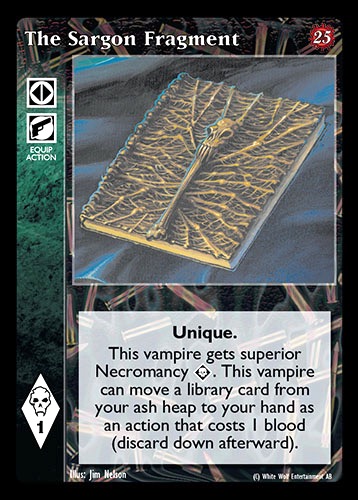 The Sargon Fragment
25
EQUIP
ACTION
Unique.
This vampire gets superior
Necromancy . This vampire
can move a library card from
your ash heap to your hand as
an action that costs 1 blood
(discard down afterward).
1
Illus: Jim Nelson
(C) White Wolf Entertainment AB